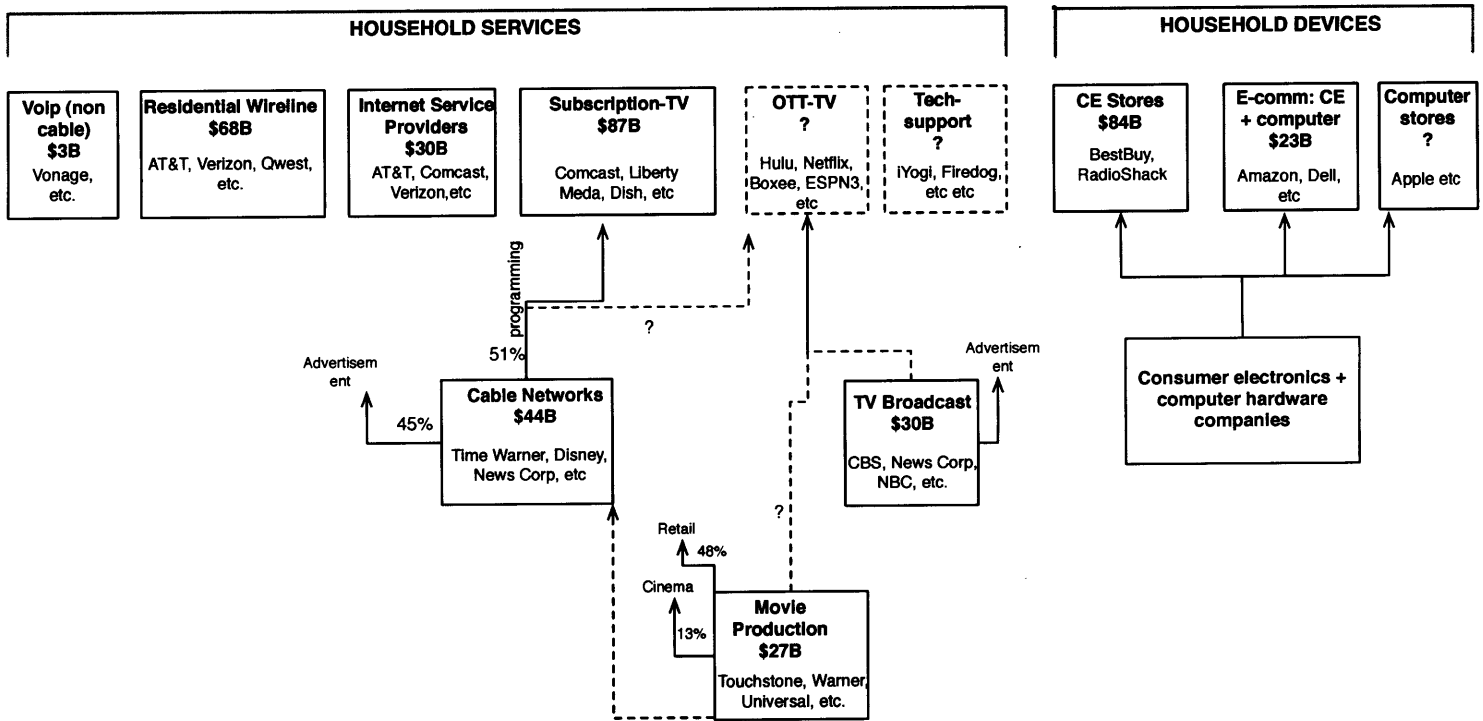 HOUSEHOLD SERVICES
HOUSEHOLD DEVICES
Voip (non
cable)
$3B
Vonage,
etc.
Residential Wireline
$68B
AT&T, Verizon, Qwest,
etc.
Internet Service
Providers
$30B
AT&T, Comcast,
Verizon,etc
Subscription-TV
$87B
Comcast, Liberty
Meda, Dish, etc
OTT-TV
?
Hulu, Netflix,
Boxee, ESPN3,
etc
Tech-
support
?
iYogi, Firedog,
etc etc
CE Stores
$84B
BestBuy,
RadioShack
E-comm: CE
+ computer
$23B
Amazon, Dell,
etc
Computer
stores
?
Apple etc
programming
?
51%
Advertisem
ent
45%
Cable Networks
$44B
Time Warner, Disney,
News Corp, etc
TV Broadcast
$30B
CBS, News Corp,
NBC, etc.
Advertisem
ent
Consumer electronics +
computer hardware
companies
?
Retail
48%
Cinema
13%
Movie
Production
$27B
Touchstone, Warner,
Universal, etc.